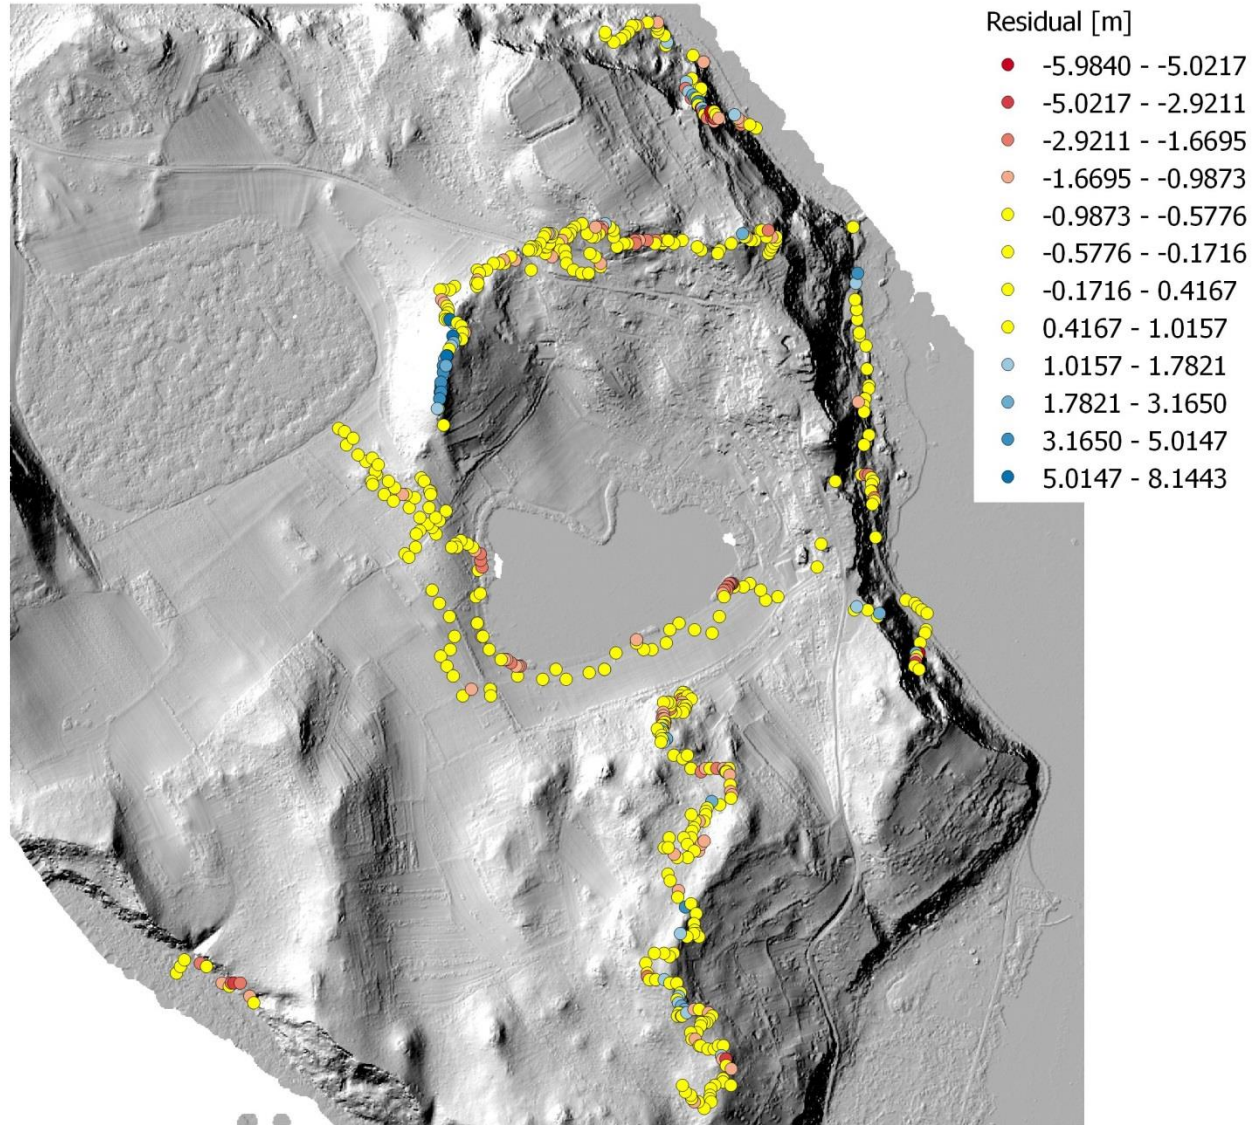 Residual [m]
-5.9840 - -5.0217
-5.0217 - -2.9211
-2.9211 - -1.6695
-1.6695 - -0.9873
-0.9873 - -0.5776
-0.5776 - -0.1716
-0.1716 - 0.4167
0.4167 - 1.0157
1.0157 - 1.7821
1.7821 - 3.1650
3.1650 - 5.0147
5.0147 - 8.1443